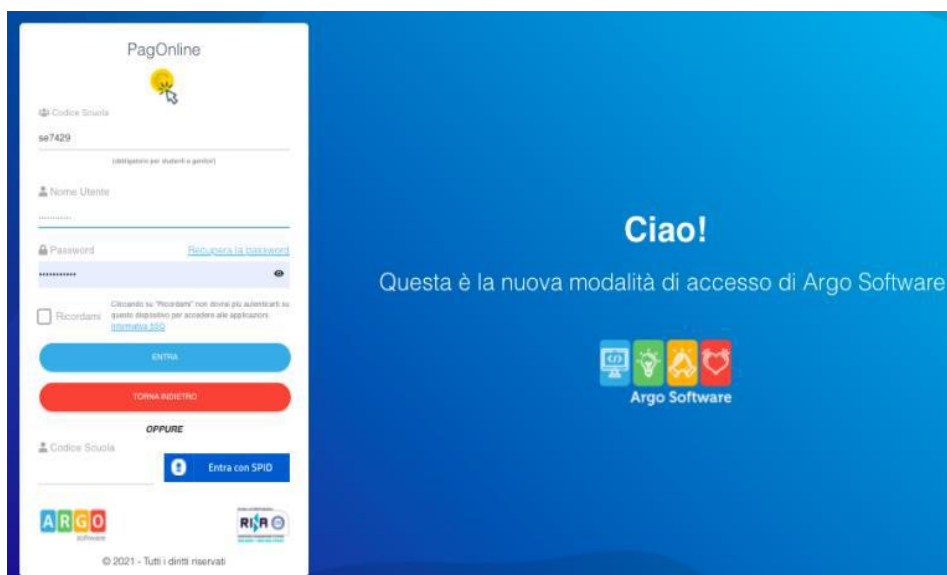 PagOnline
Codice Scuola
se7429
(obbligatorio per studenti e genitori)
Nome Utente
Password Recupera la password
Cliccando su "Ricordami" non dovrai più autenticarti su
Ricordami questo dispositivo per accedere alle applicazioni.
Informativa SSO
ENTRA
TORNA INDIETRO
OPPURE
Codice Scuola
Entra con SPID
ARGO
software
RINA
© 2021 - Tutti i diritti riservati
Ciao!
Questa è la nuova modalità di accesso di Argo Software
Argo Software